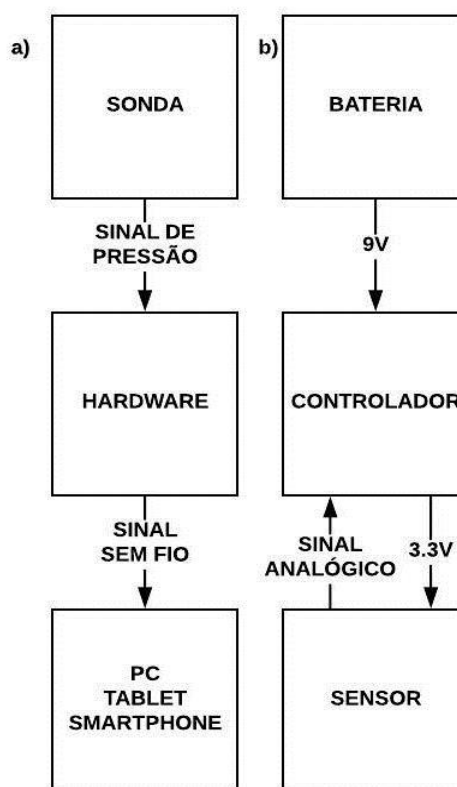 a)
SONDA
SINAL DE
PRESSÃO
HARDWARE
SINAL
SEM FIO
PC
TABLET
SMARTPHONE
b)
BATERIA
9V
CONTROLADOR
SINAL
ANALÓGICO
3.3V
SENSOR